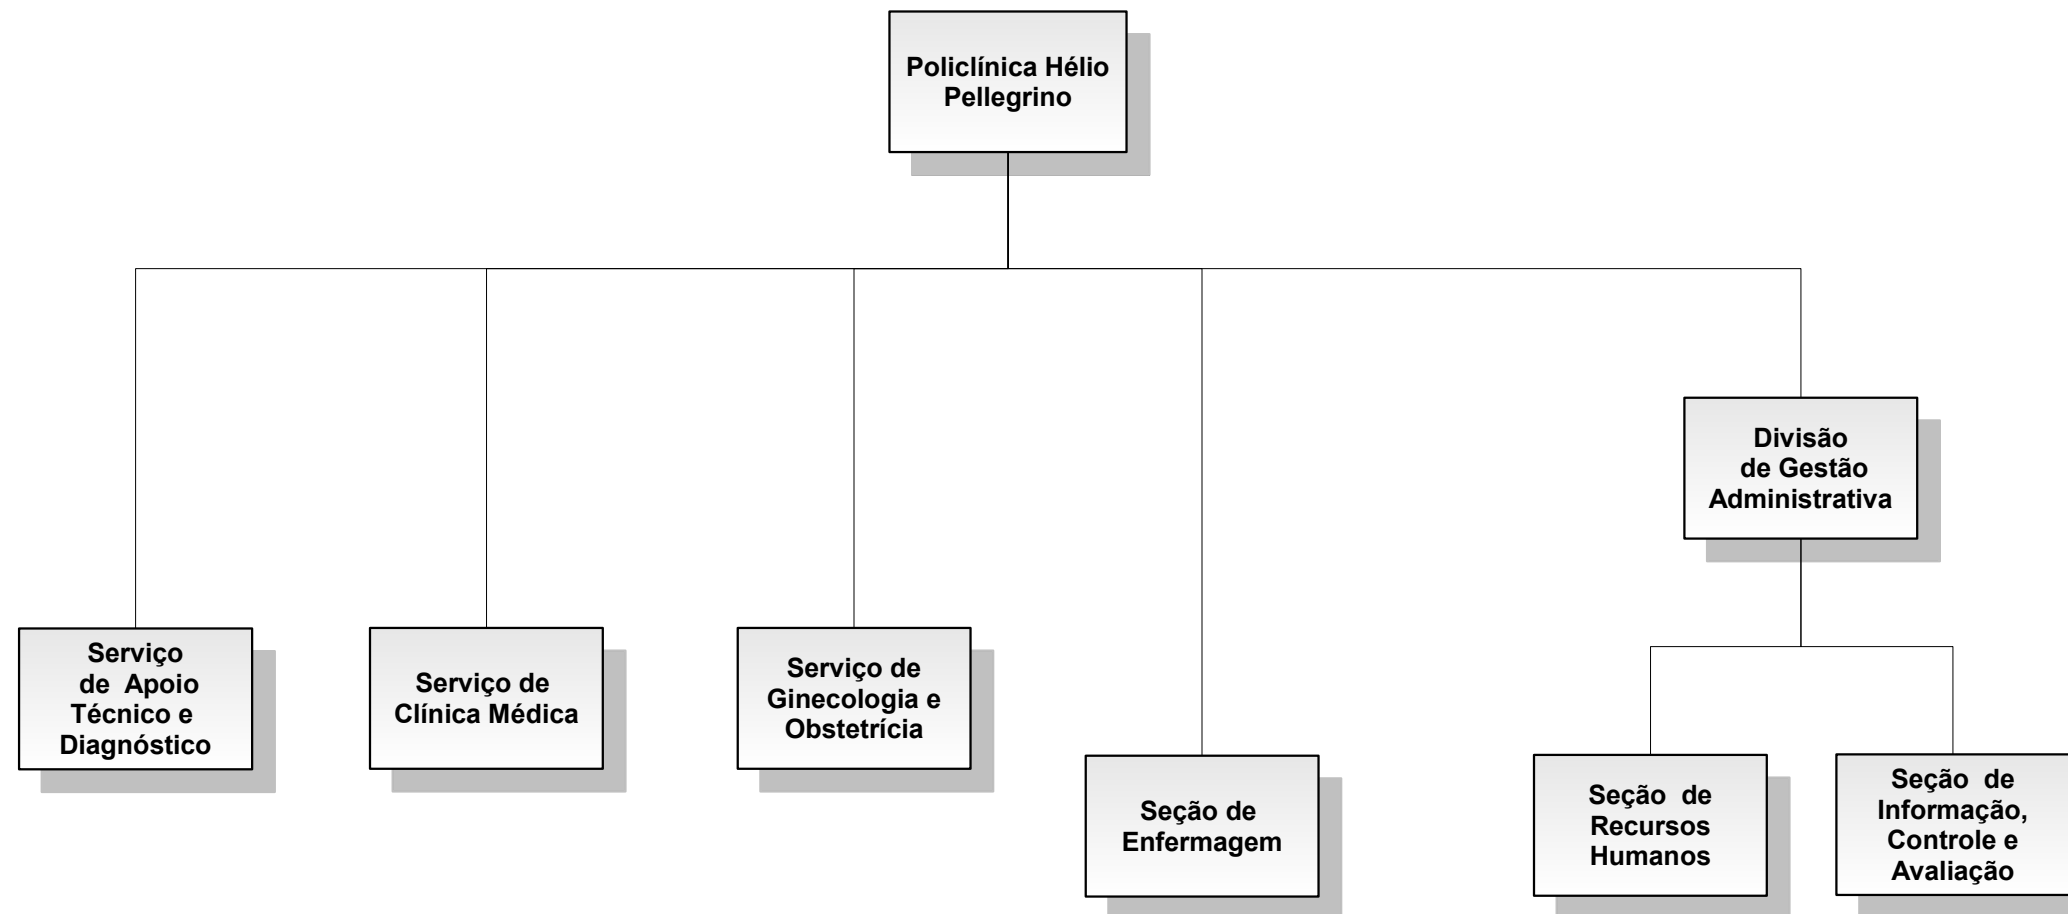 Policlínica Hélio
Pellegrino
Divisão
de Gestão
Administrativa
Serviço
de Apoio
Técnico e
Diagnóstico
Serviço de
Clínica Médica
Serviço de
Ginecologia e
Obstetrícia
Seção de
Enfermagem
Seção de
Recursos
Humanos
Seção de
Informação,
Controle e
Avaliação